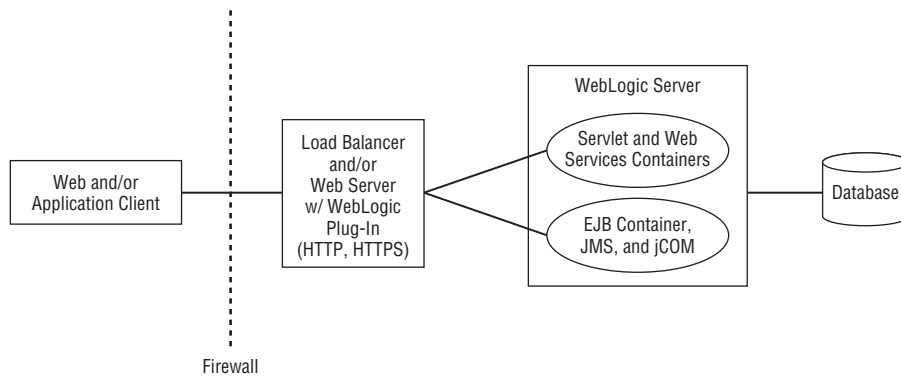 Web and/or
Application Client
Firewall
Load Balancer
and/or
Web Server
w/ WebLogic
Plug-In
(HTTP, HTTPS)
WebLogic Server
Servlet and Web
Services Containers
EJB Container,
JMS, and jCOM
Database